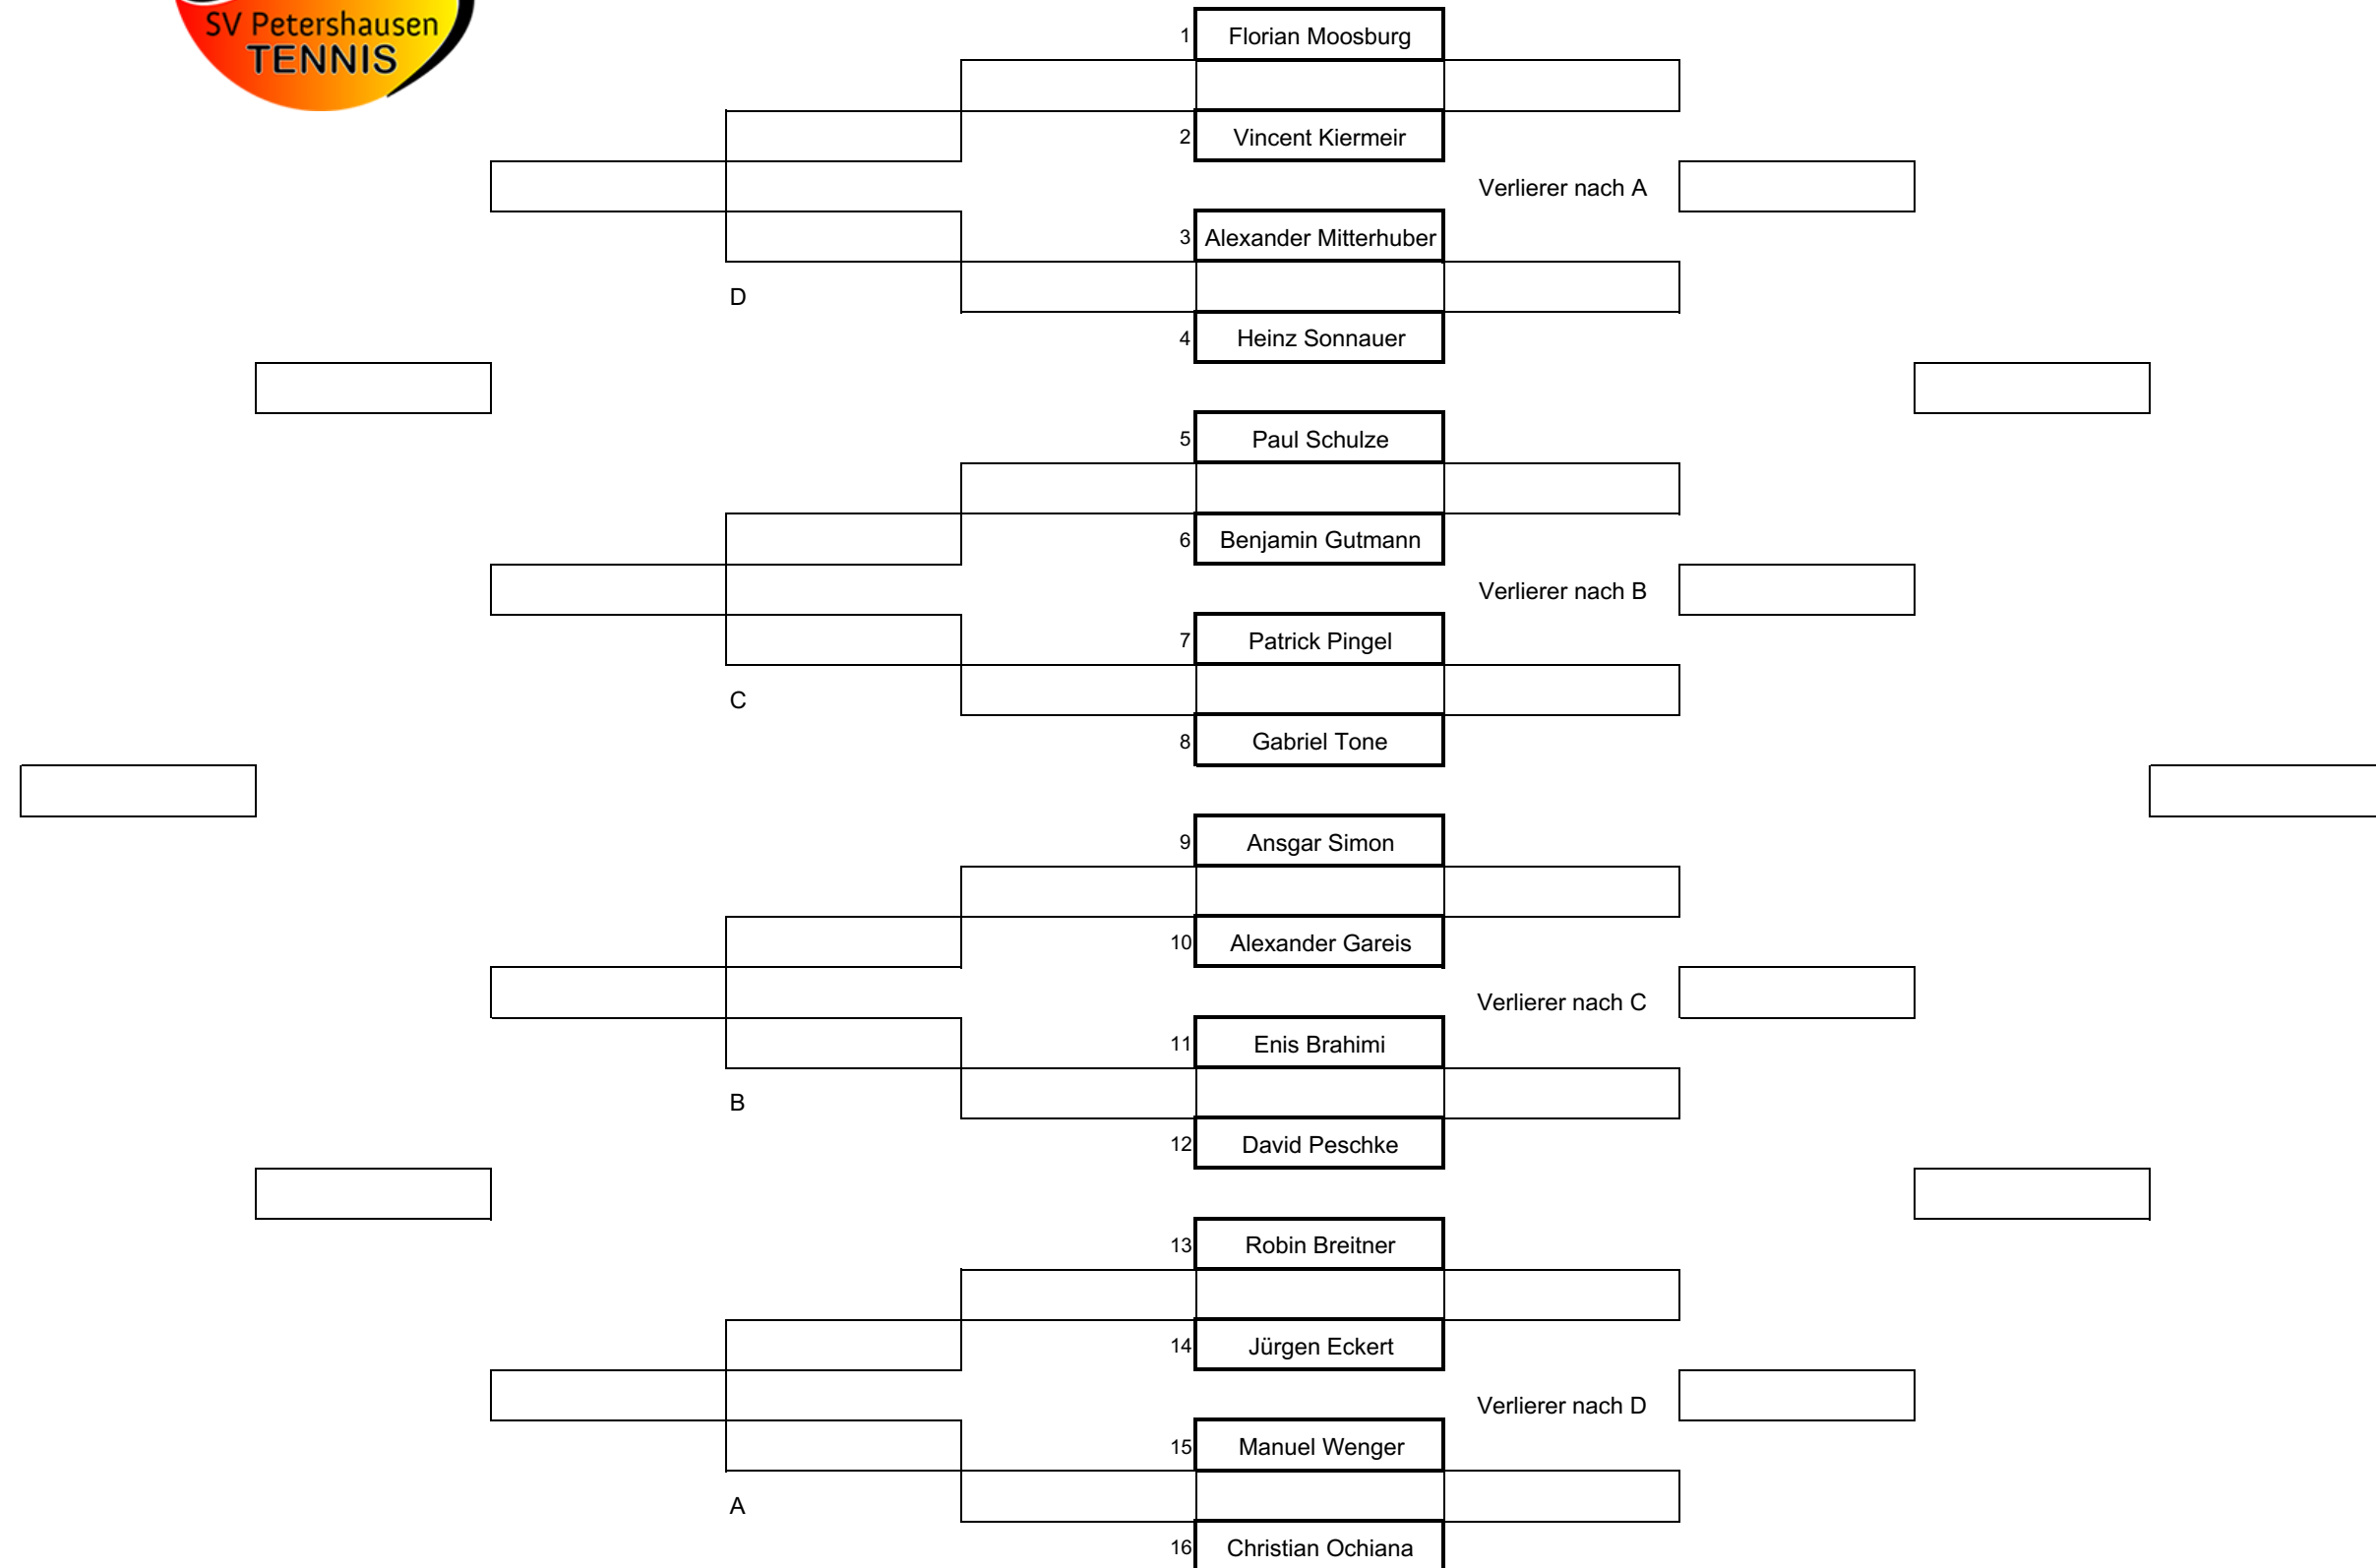 SV Petershausen
TENNIS
1 Florian Moosburg
2 Vincent Kiermeir
Verlierer nach A
3 Alexander Mitterhuber
D
4 Heinz Sonnauer
5 Paul Schulze
6 Benjamin Gutmann
Verlierer nach B
7 Patrick Pingel
C
8 Gabriel Tone
9 Ansgar Simon
10 Alexander Gareis
Verlierer nach C
11 Enis Brahimi
B
12 David Peschke
13 Robin Breitner
14 Jürgen Eckert
Verlierer nach D
15 Manuel Wenger
A
16 Christian Ochiana